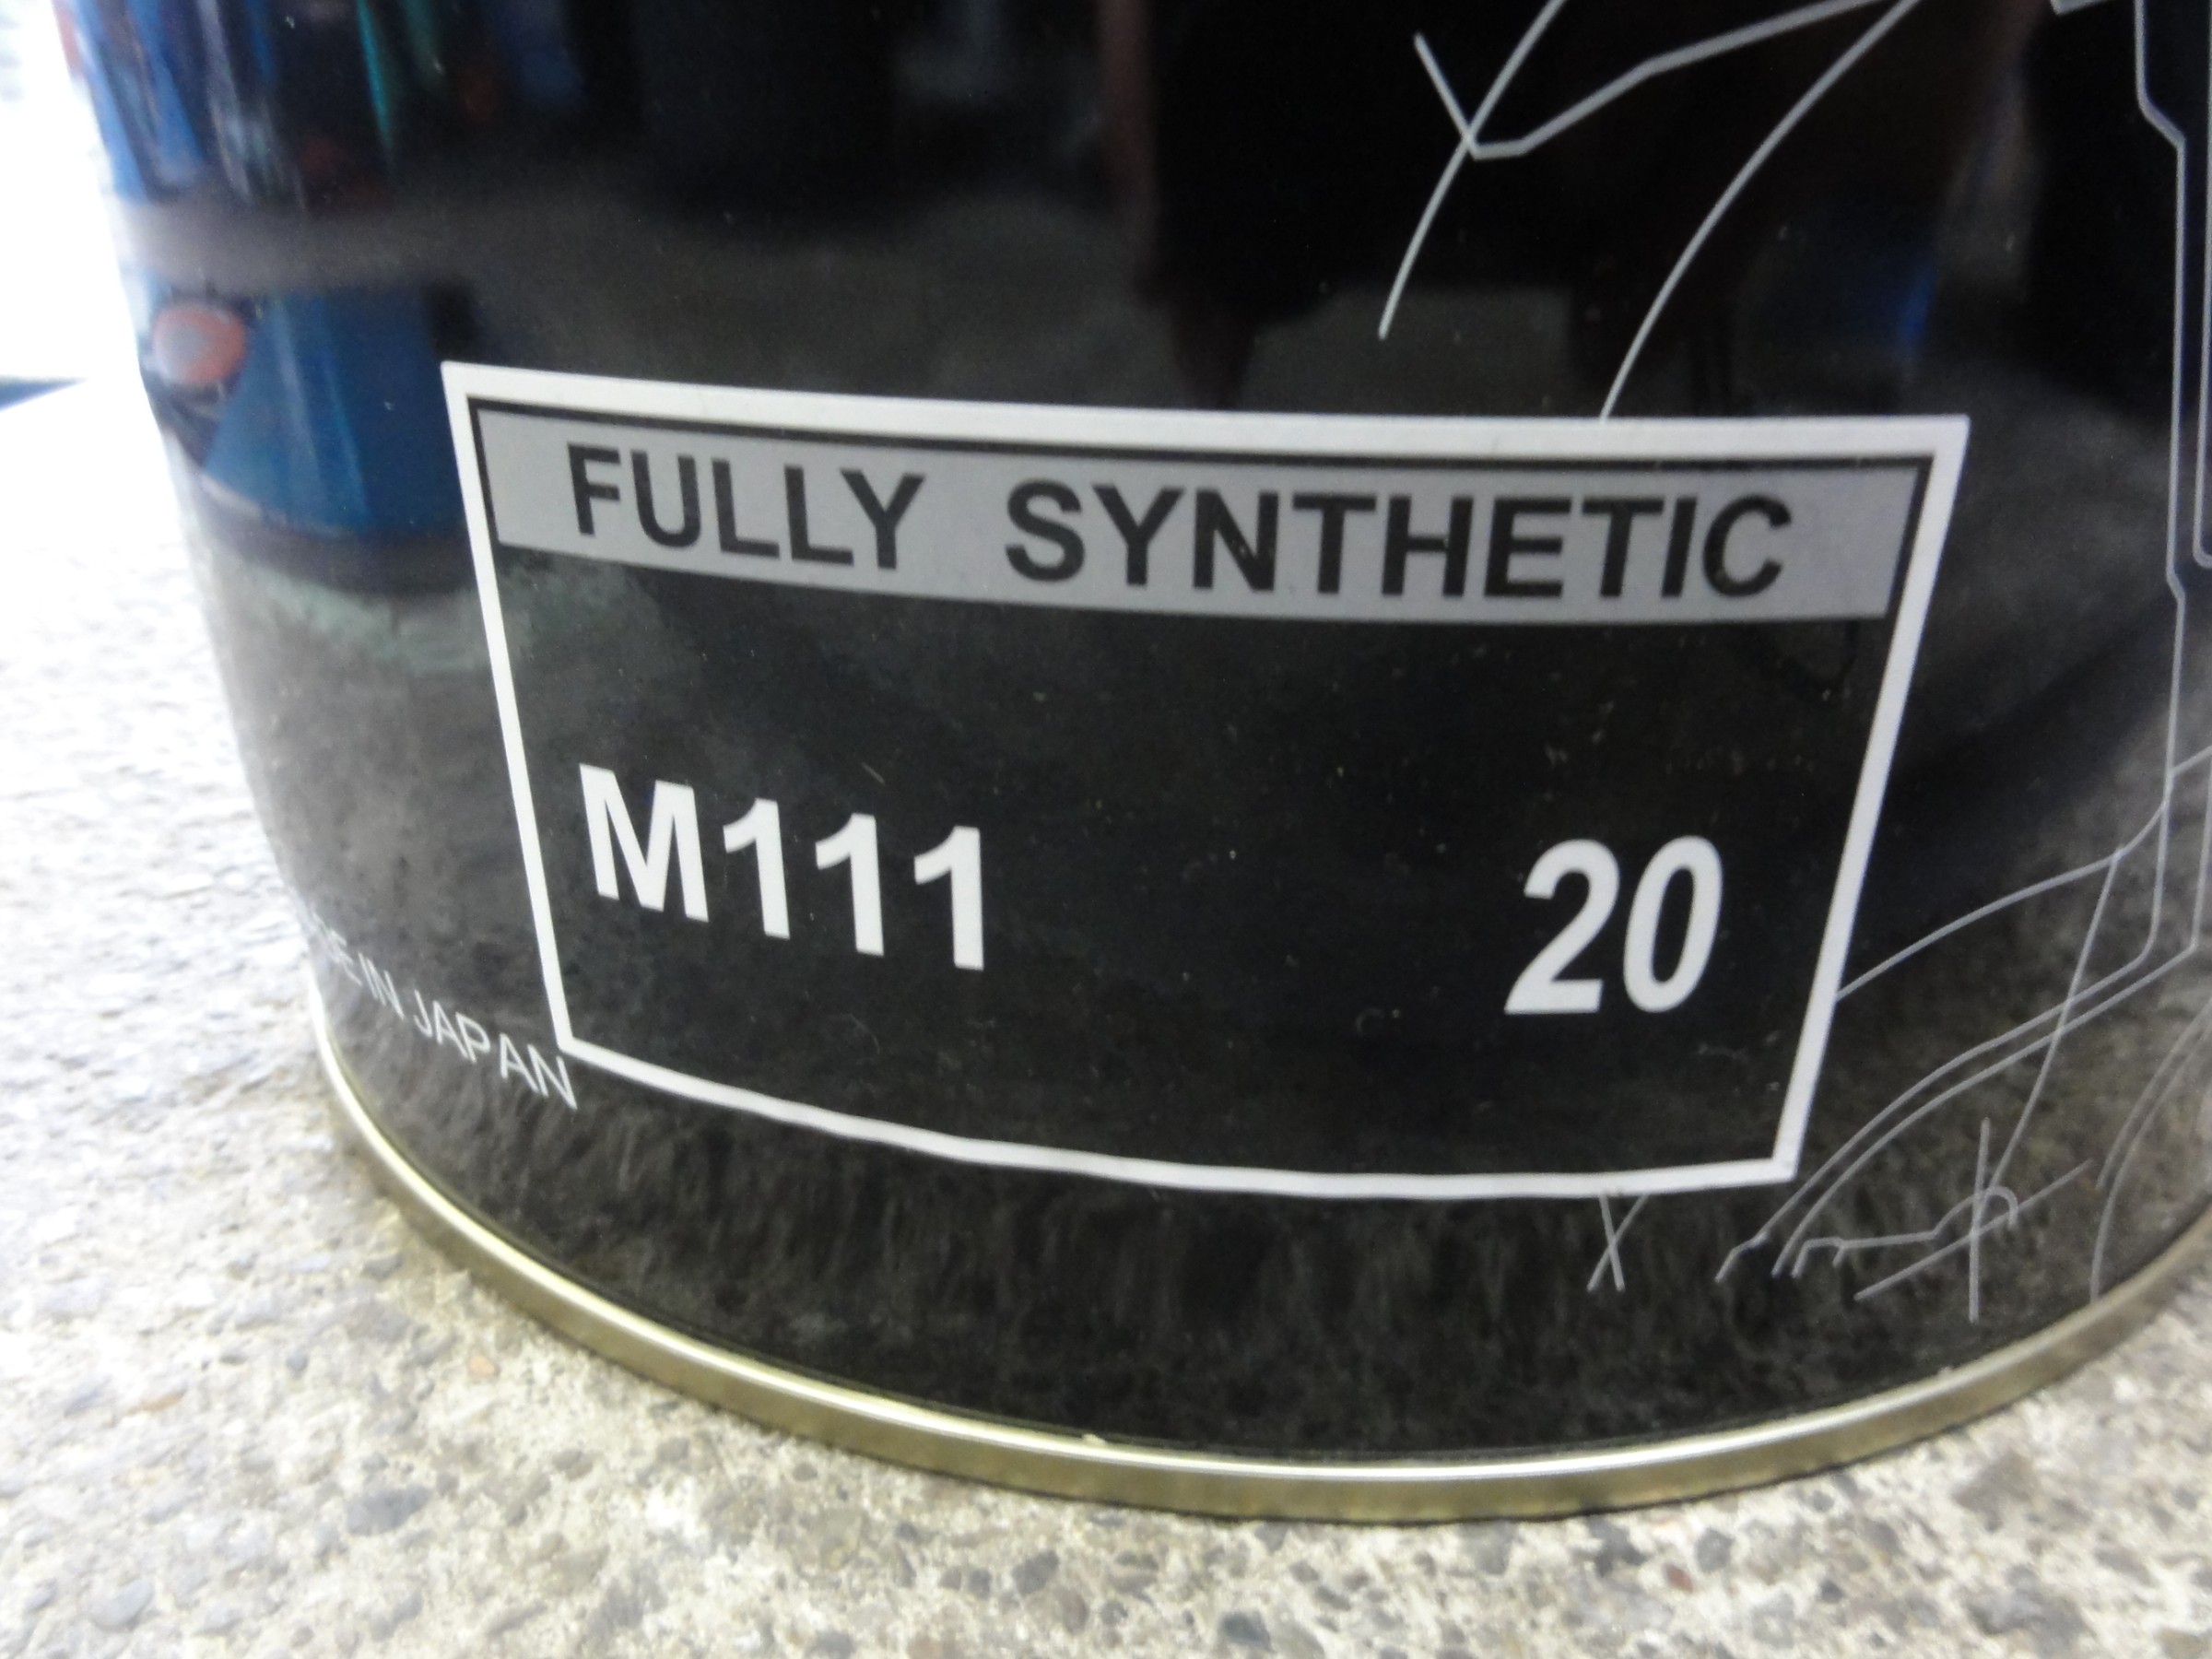 FULLY SYNTHETIC
M111 20
IN JAPAN